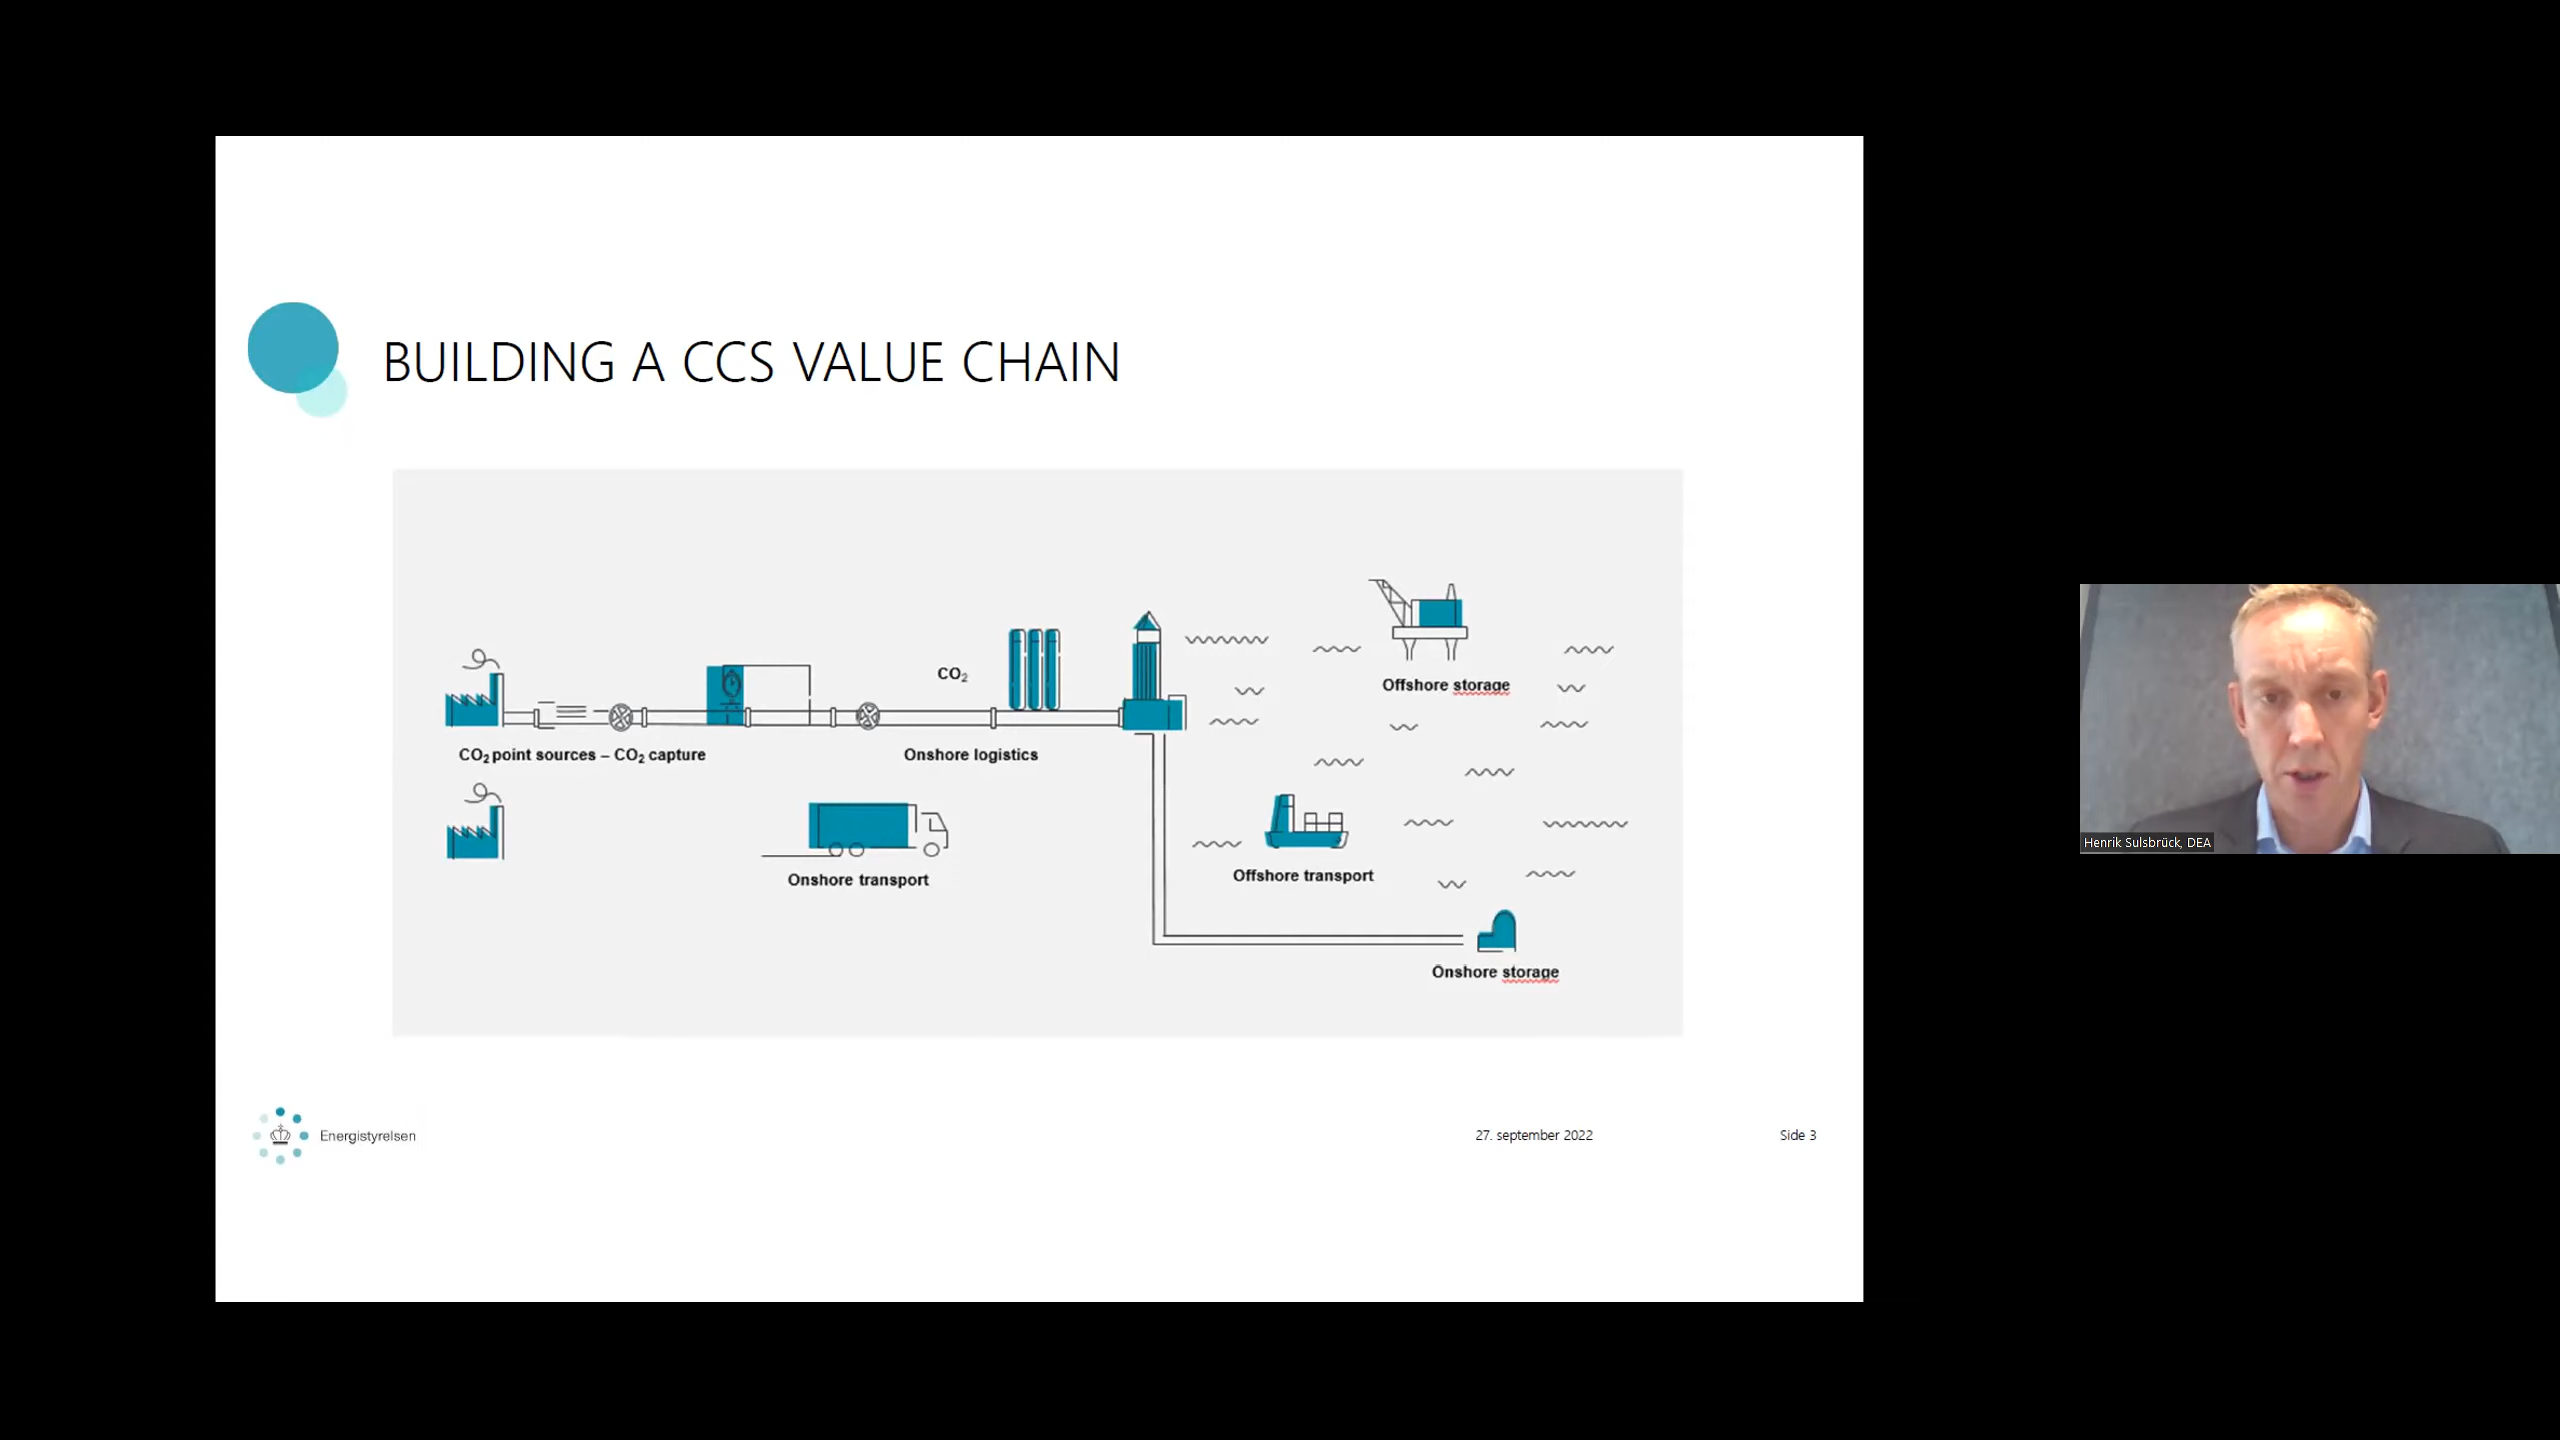 BUILDING A CCS VALUE CHAIN
CO₂
Offshore storage
CO₂ point sources – CO₂ capture
Onshore logistics
Onshore transport
Offshore transport
Onshore storage
Energistyrelsen
27. september 2022
Side 3
Henrik Sulsbrück, DEA